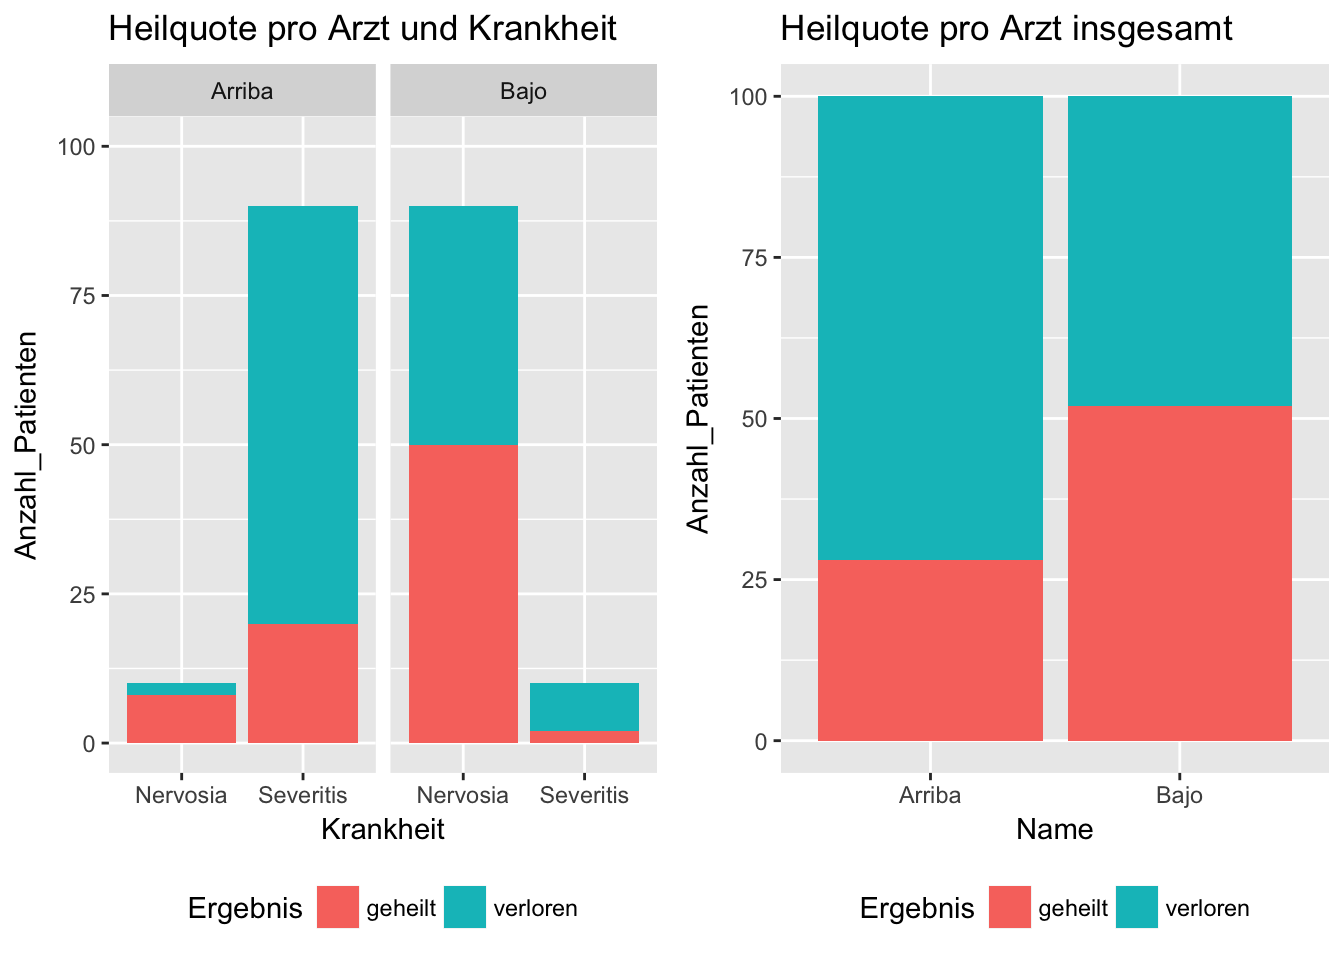 Heilquote pro Arzt und Krankheit
Arriba
Bajo
100
75
50
25
0
Anzahl_Patienten
Nervosia
Severitis
Nervosia
Severitis
Krankheit
Ergebnis geheilt verloren
Heilquote pro Arzt insgesamt
100
75
50
25
0
Anzahl_Patienten
Arriba
Bajo
Name
Ergebnis geheilt verloren